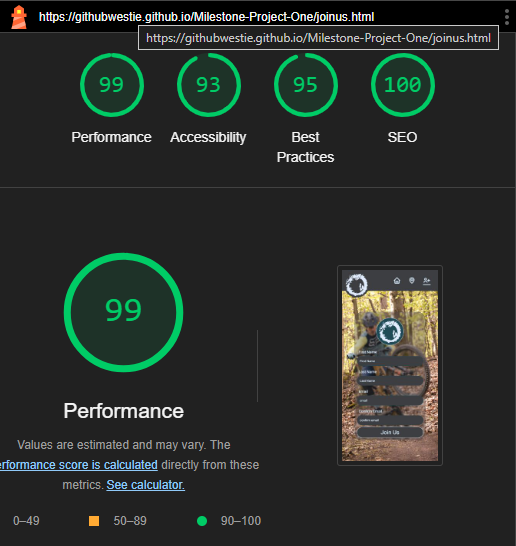 https://githubwestie.github.io/Milestone-Project-One/joinus.html
https://githubwestie.github.io/Milestone-Project-One/joinus.html
99 93 95 100
Performance Accessibility Best Practices SEO
99
Performance
Values are estimated and may vary. The
erformance score is calculated directly from these
metrics. See calculator.
0–49 50–89 90–100
First Name
Last Name
Join Us